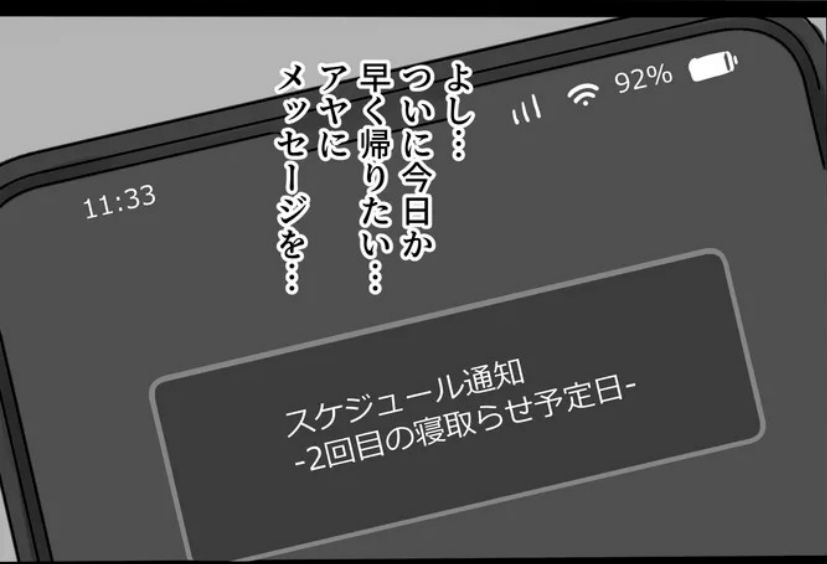 よし…
ついに今日か
早く帰りたい…
アヤに
メッセージを…
92%
11:33
スケジュール通知
-2回目の寝取らせ予定日-